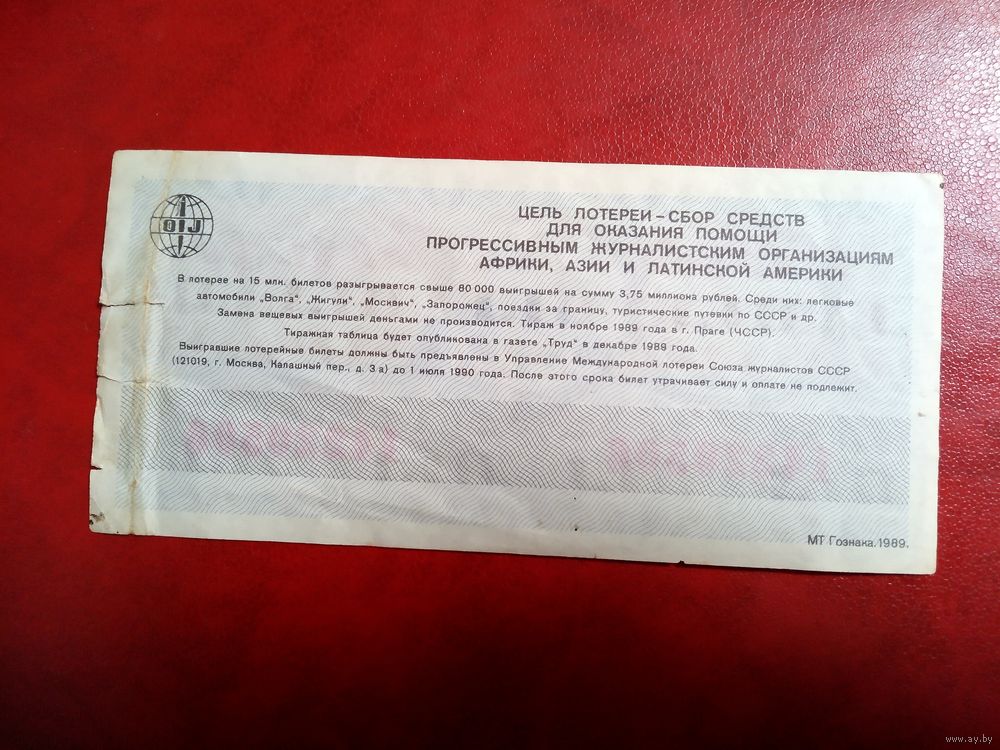 OIJ
ЦЕЛЬ ЛОТЕРЕИ – СБОР СРЕДСТВ
ДЛЯ ОКАЗАНИЯ ПОМОЩИ
ПРОГРЕССИВНЫМ ЖУРНАЛИСТСКИМ ОРГАНИЗАЦИЯМ
АФРИКИ, АЗИИ И ЛАТИНСКОЙ АМЕРИКИ
В лотерее на 15 млн. билетов разыгрывается свыше 80 000 выигрышей на сумму 3,75 миллиона рублей. Среди них: легковые
автомобили „Волга“, „Жигули“, „Москвич“, „Запорожец“, поездки за границу, туристические путевки по СССР и др.
Замена вещевых выигрышей деньгами не производится. Тираж в ноябре 1989 года в г. Праге (ЧССР).
Тиражная таблица будет опубликована в газете „Труд“ в декабре 1989 года.
Выигравшие лотерейные билеты должны быть предъявлены в Управление Международной лотереи Союза журналистов СССР
(121019, г. Москва, Калашный пер., д. 3 а) до 1 июля 1990 года. После этого срока билет утрачивает силу и оплате не подлежит.
МТ Гознака. 1989.
www.ay.by